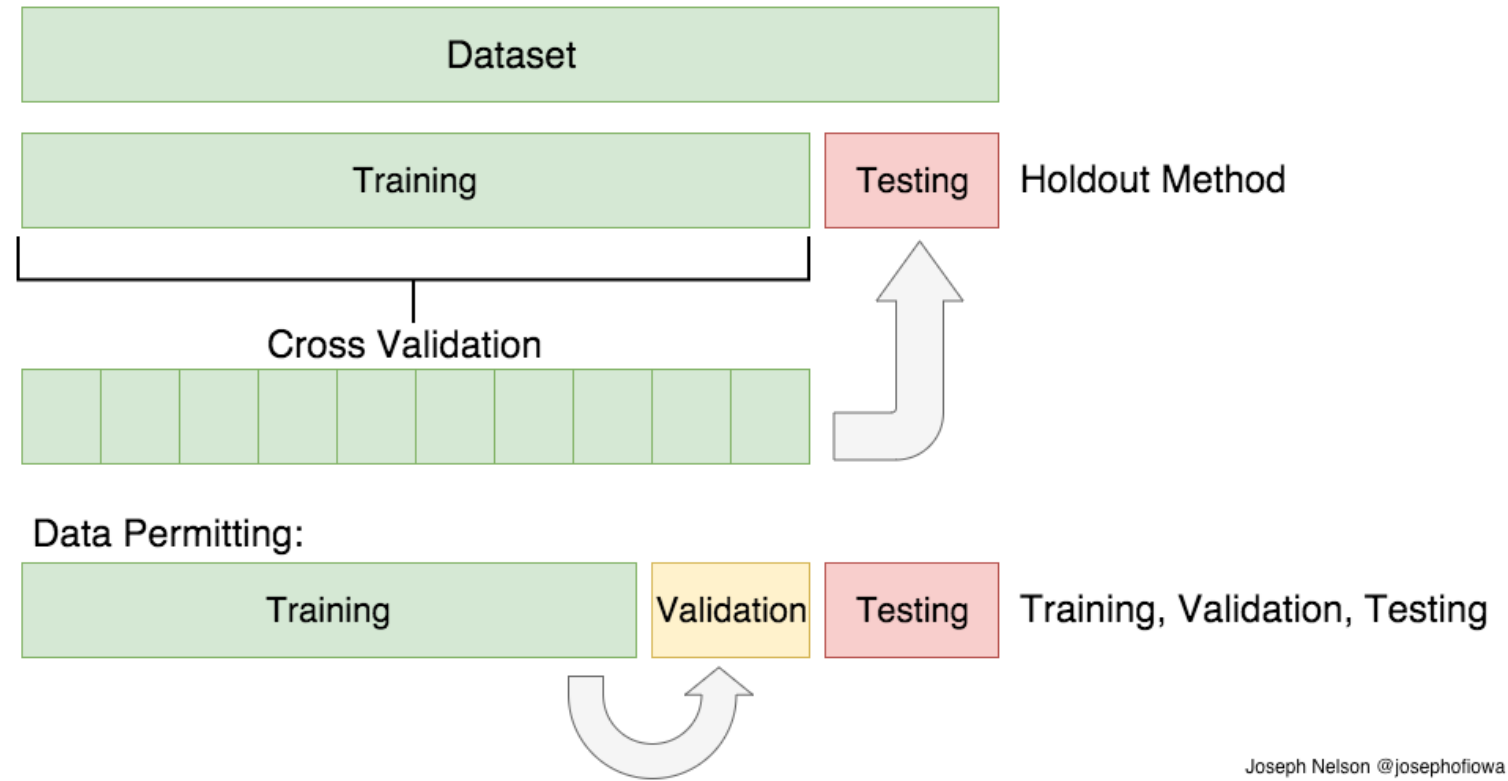 Dataset
Training
Testing
Holdout Method
Cross Validation
Data Permitting:
Training
Validation
Testing
Training, Validation, Testing
Joseph Nelson @josephofiowa